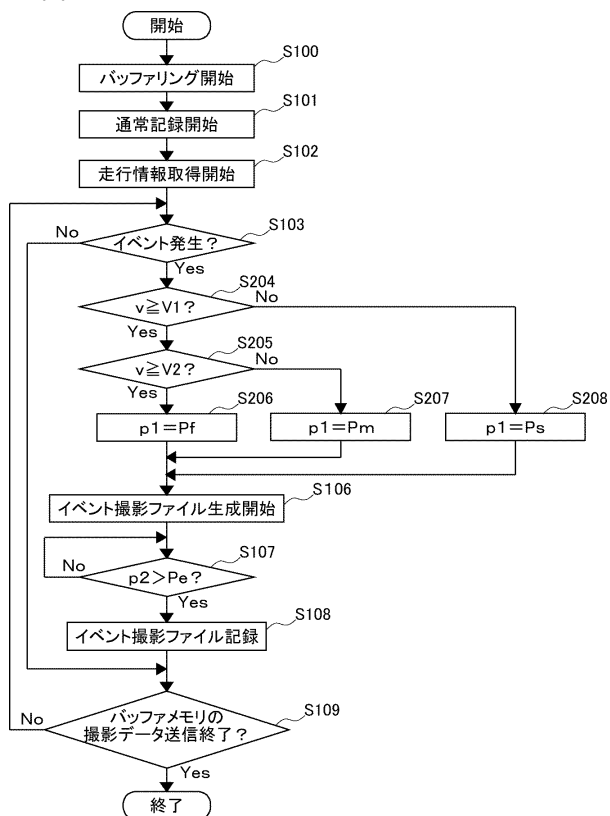 開始
S100
バッファリング開始
S101
通常記録開始
S102
走行情報取得開始
S103
No
イベント発生?
Yes
S204
No
v≧V1?
Yes
S205
No
v≧V2?
Yes
S206
S207
S208
p1=Pf
p1=Pm
p1=Ps
S106
イベント撮影ファイル生成開始
S107
No
p2>Pe?
Yes
S108
イベント撮影ファイル記録
S109
No
バッファメモリの
撮影データ送信終了?
Yes
終了